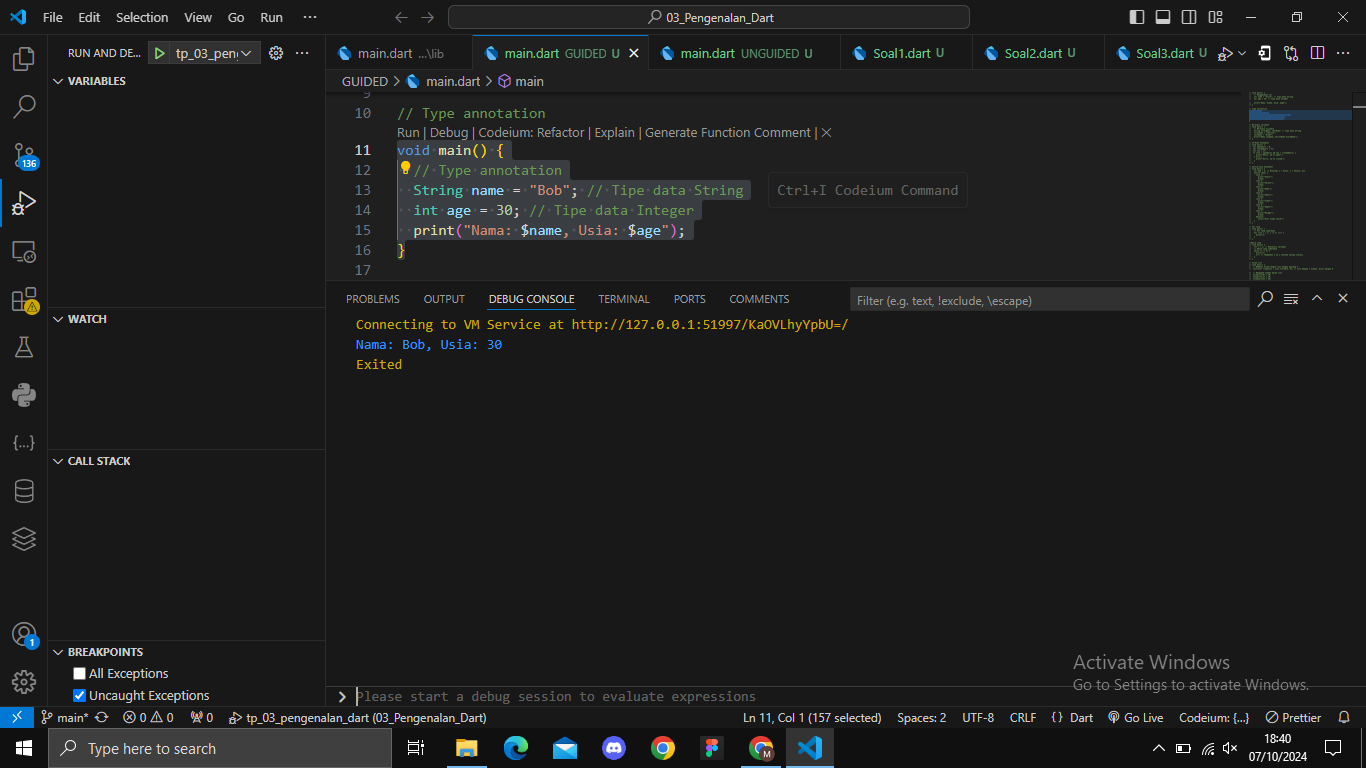 File Edit Selection View Go Run ··· 03_Pengenalan_Dart
RUN AND DE... tp_03_peng ··· main.dart ...\lib main.dart GUIDED U main.dart UNGUIDED U Soal1.dart U Soal2.dart U Soal3.dart U ···
VARIABLES
GUIDED > main.dart > main
9
10 // Type annotation
Run | Debug | Codeium: Refactor | Explain | Generate Function Comment | X
11 void main() {
12 // Type annotation
13 String name = "Bob"; // Tipe data String
Ctrl+I Codeium Command
14 int age = 30; // Tipe data Integer
15 print("Nama: $name, Usia: $age");
16 }
17
136
PROBLEMS OUTPUT DEBUG CONSOLE TERMINAL PORTS COMMENTS Filter (e.g. text, !exclude, \escape)
WATCH
Connecting to VM Service at http://127.0.0.1:51997/KaOVLhyYpbU=/
Nama: Bob, Usia: 30
Exited
CALL STACK
1
BREAKPOINTS
All Exceptions
Uncaught Exceptions
Activate Windows
Go to Settings to activate Windows.
Please start a debug session to evaluate expressions
main* 0 0 0 tp_03_pengenalan_dart (03_Pengenalan_Dart) Ln 11, Col 1 (157 selected) Spaces: 2 UTF-8 CRLF { } Dart Go Live Codeium: {...} Prettier
Type here to search
M
18:40
07/10/2024